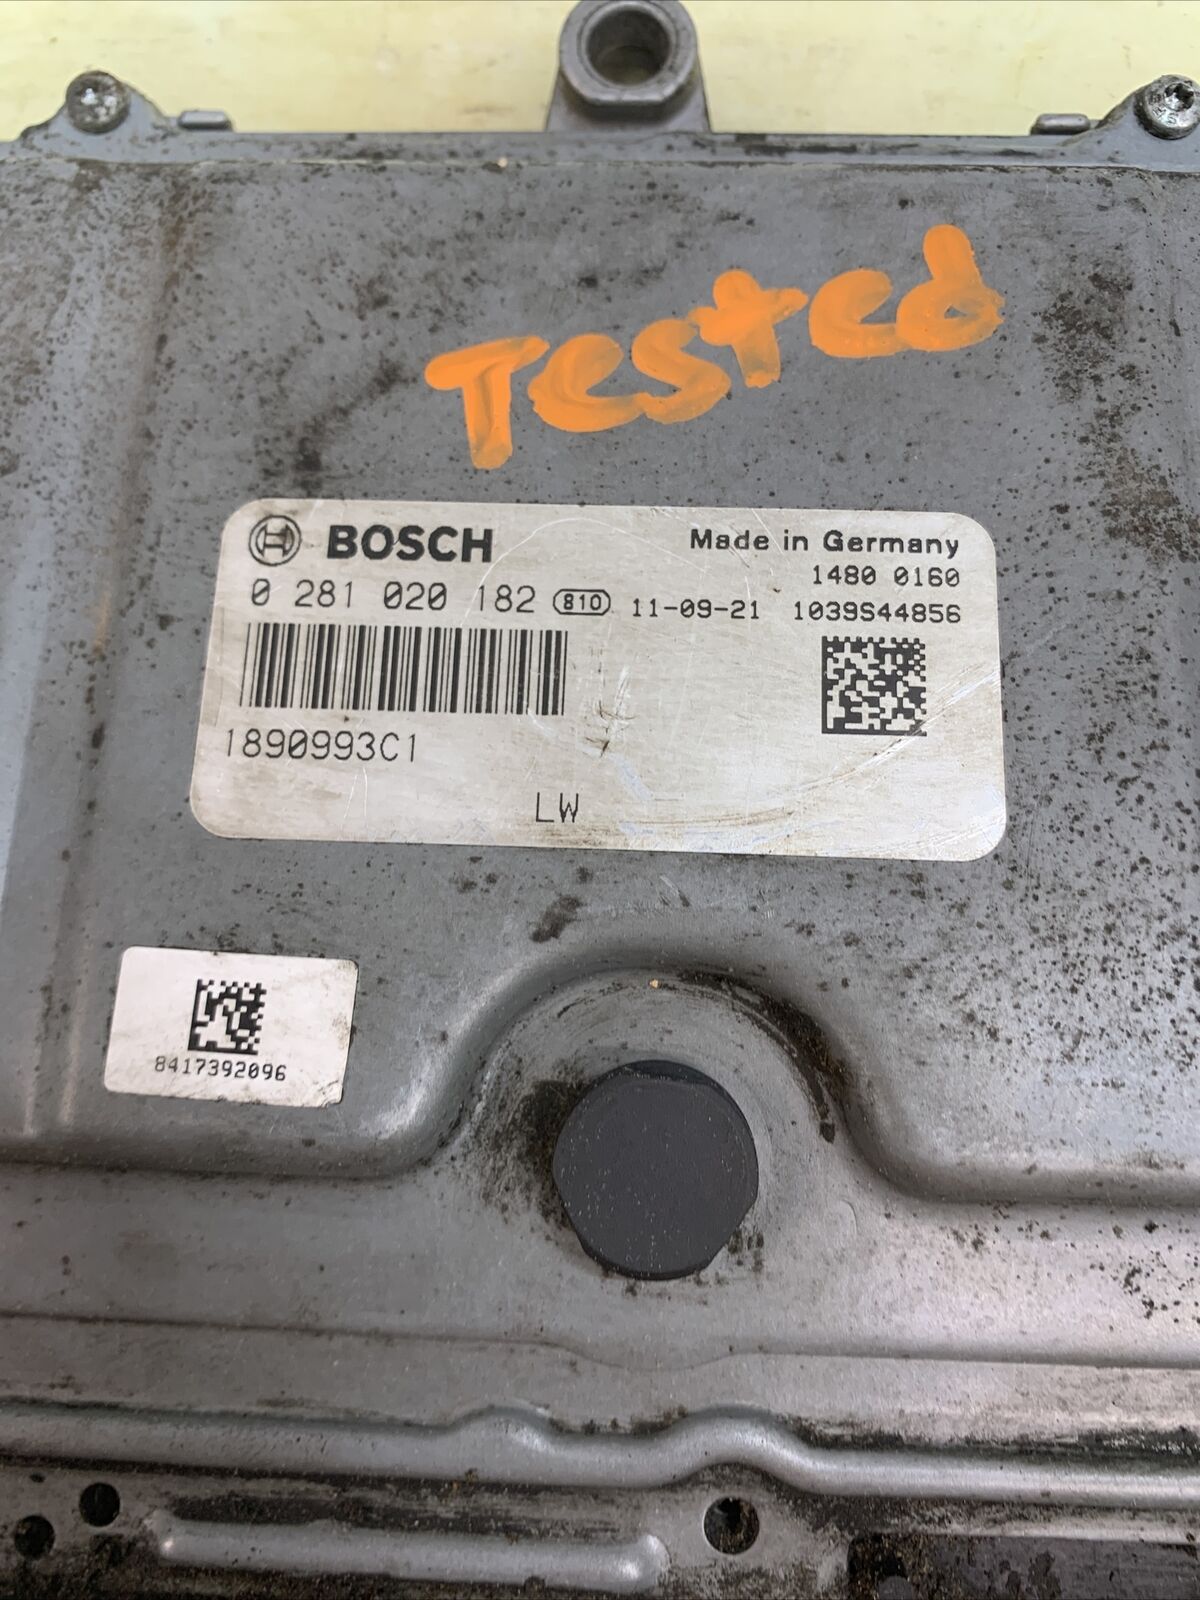 Tested
BOSCH
Made in Germany
1480 0160
0 281 020 182 810 11-09-21 1039S44856
1890993C1
LW
8417392096